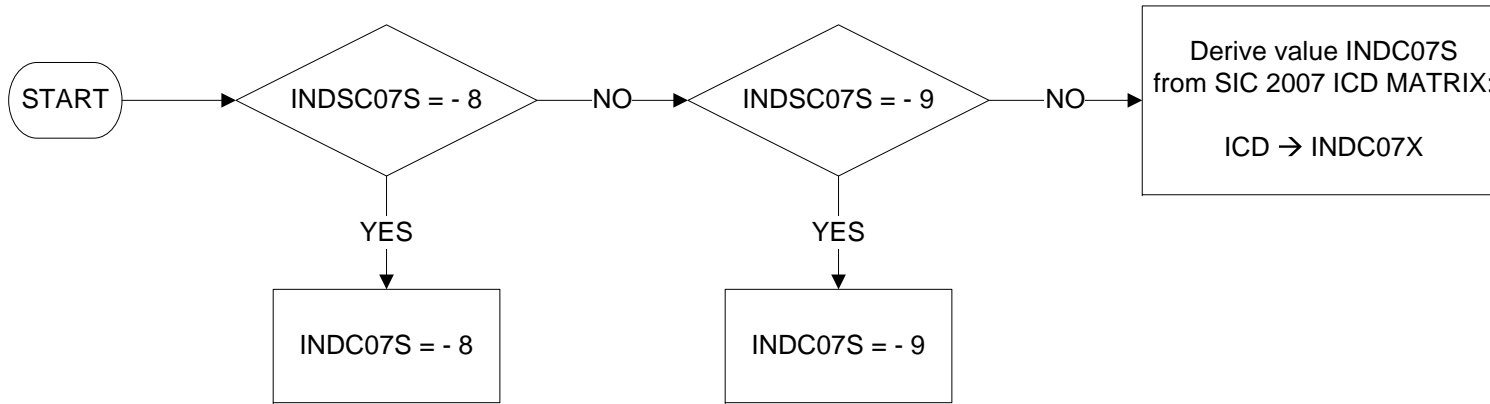 START
INDSC07S = - 8
NO
INDSC07S = - 9
NO
Derive value INDC07S
from SIC 2007 ICD MATRIX:
ICD → INDC07X
YES
YES
INDC07S = - 8
INDC07S = - 9